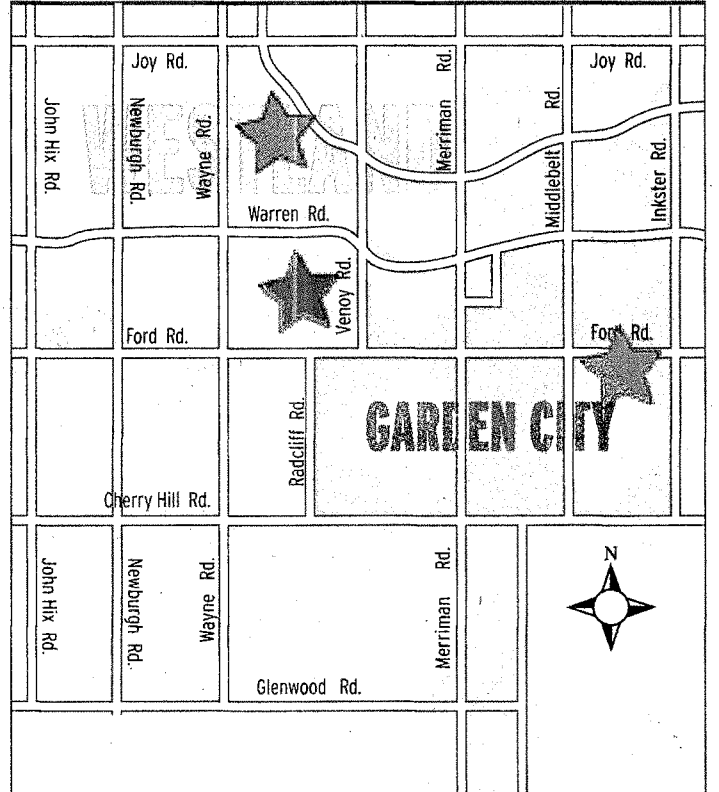 Joy Rd.
Joy Rd.
John Hix Rd.
Newburgh Rd.
Wayne Rd.
Merriman Rd.
Middlebelt Rd.
Inkster Rd.
WESTLAND
Warren Rd.
Venoy Rd.
Ford Rd.
Ford Rd.
Radcliff Rd.
GARDEN CITY
Cherry Hill Rd.
John Hix Rd.
Newburgh Rd.
Wayne Rd.
Merriman Rd.
N
Glenwood Rd.